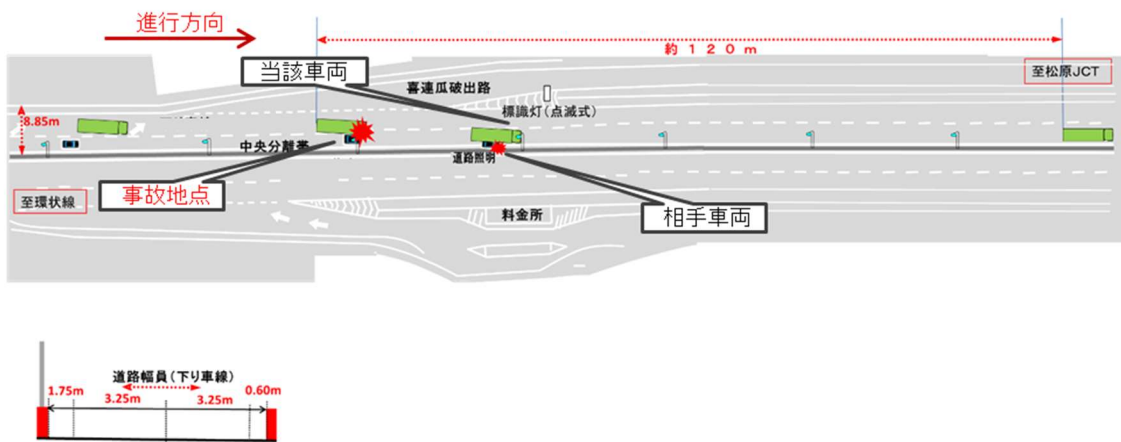 進行方向
約120m
当該車両
喜連瓜破出路
至松原JCT
標識灯(点滅式)
8.85m
中央分離帯
道路照明
事故地点
至環状線
料金所
相手車両
道路幅員(下り車線)
1.75m
0.60m
3.25m
3.25m